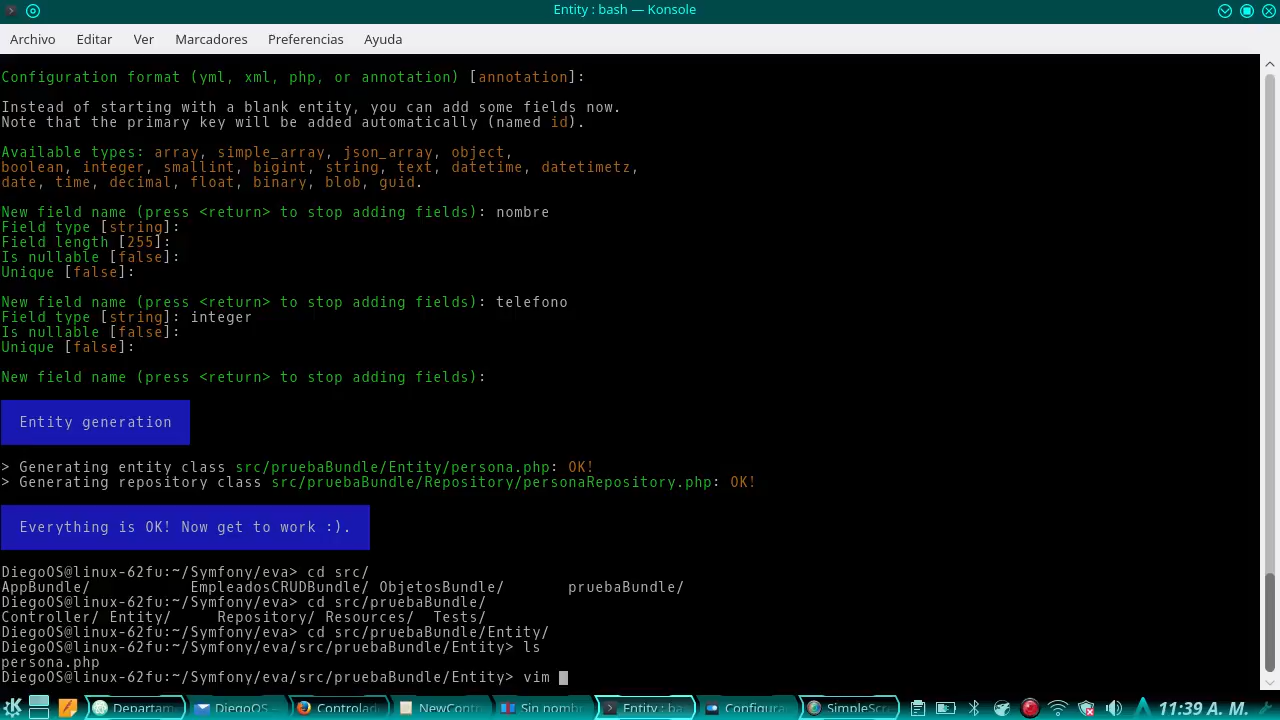 Entity : bash — Konsole
Archivo Editar Ver Marcadores Preferencias Ayuda
Configuration format (yml, xml, php, or annotation) [annotation]:
Instead of starting with a blank entity, you can add some fields now.
Note that the primary key will be added automatically (named id).
Available types: array, simple_array, json_array, object,
boolean, integer, smallint, bigint, string, text, datetime, datetimetz,
date, time, decimal, float, binary, blob, guid.
New field name (press <return> to stop adding fields): nombre
Field type [string]:
Field length [255]:
Is nullable [false]:
Unique [false]:
New field name (press <return> to stop adding fields): telefono
Field type [string]: integer
Is nullable [false]:
Unique [false]:
New field name (press <return> to stop adding fields):
Entity generation
> Generating entity class src/pruebaBundle/Entity/persona.php: OK!
> Generating repository class src/pruebaBundle/Repository/personaRepository.php: OK!
Everything is OK! Now get to work :).
DiegoOS@linux-62fu:~/Symfony/eva> cd src/
AppBundle/ EmpleadosCRUDBundle/ ObjetosBundle/ pruebaBundle/
DiegoOS@linux-62fu:~/Symfony/eva> cd src/pruebaBundle/
Controller/ Entity/ Repository/ Resources/ Tests/
DiegoOS@linux-62fu:~/Symfony/eva> cd src/pruebaBundle/Entity/
DiegoOS@linux-62fu:~/Symfony/eva/src/pruebaBundle/Entity> ls
persona.php
DiegoOS@linux-62fu:~/Symfony/eva/src/pruebaBundle/Entity> vim
Departam DiegoOS — Controlad NewContr Sin nombr Entity : ba Configura SimpleScr 11:39 A. M.